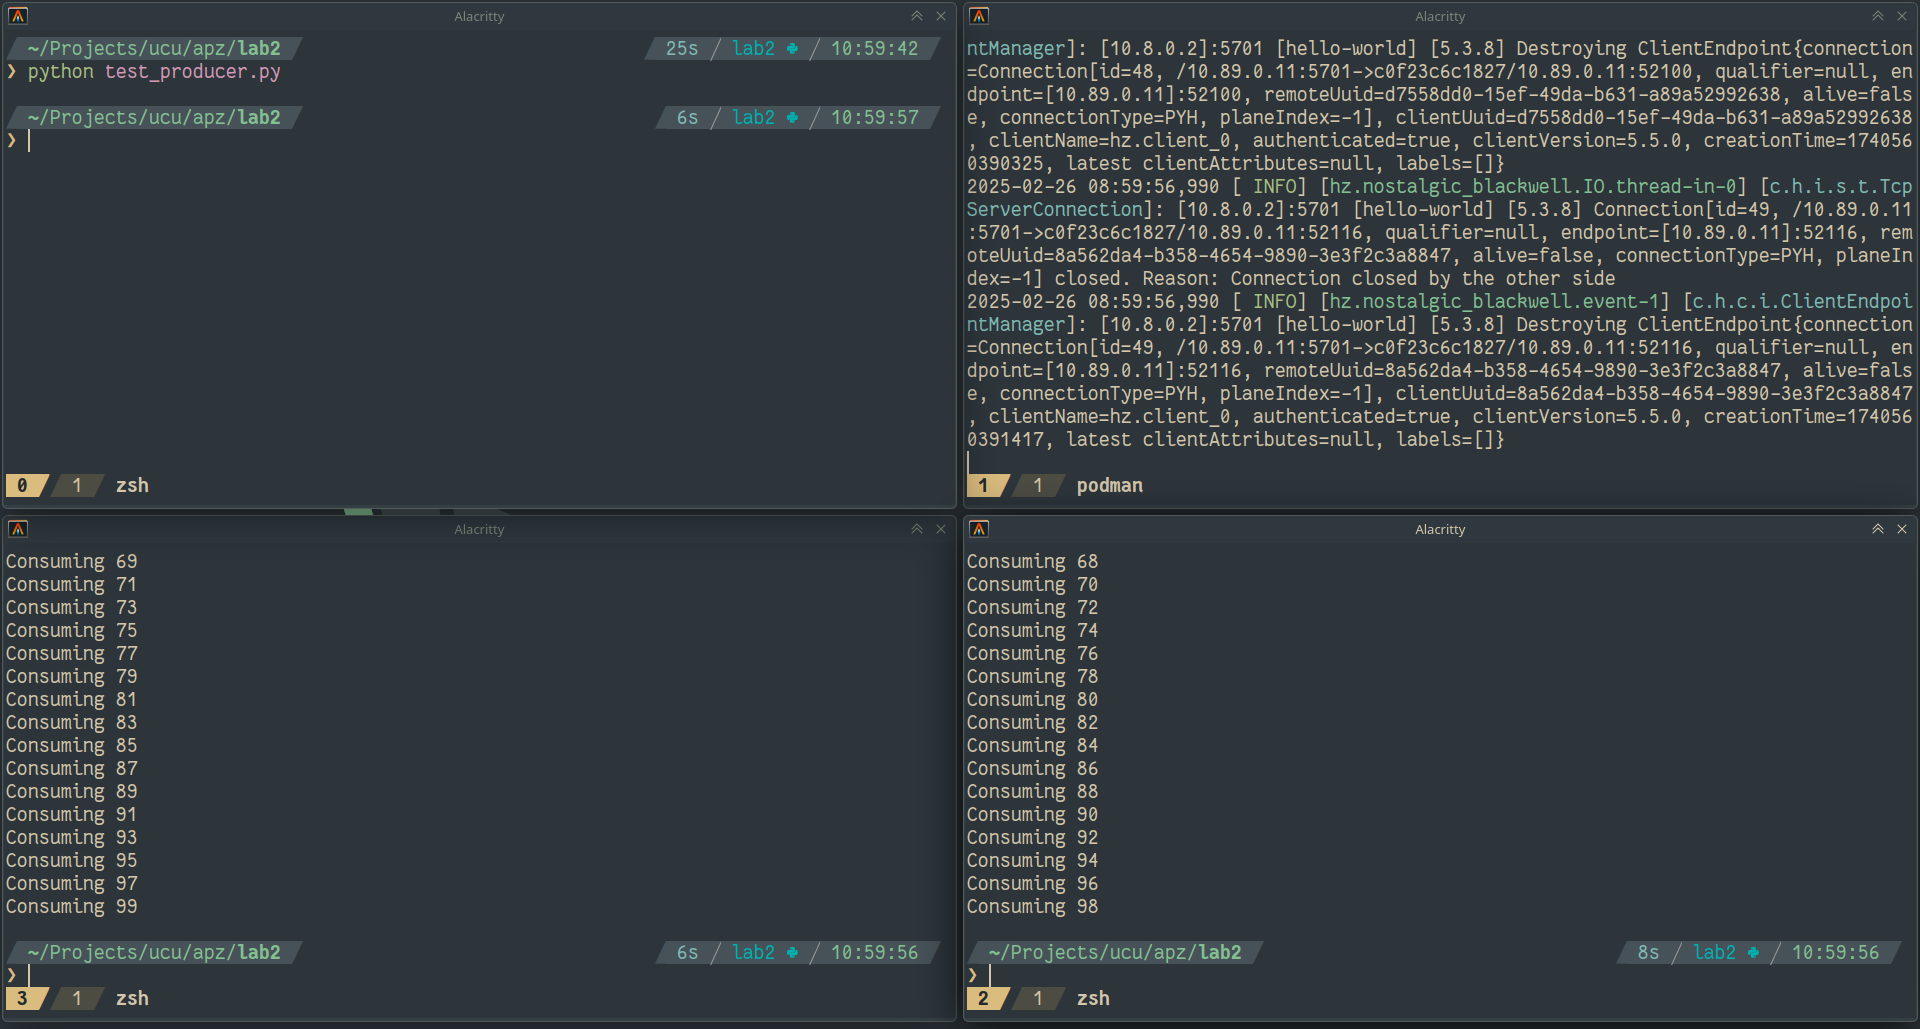 Alacritty
~/Projects/ucu/apz/lab2 25s lab2 10:59:42
❯ python test_producer.py
~/Projects/ucu/apz/lab2 6s lab2 10:59:57
❯
0 1 zsh
Alacritty
ntManager]: [10.8.0.2]:5701 [hello-world] [5.3.8] Destroying ClientEndpoint{connection
=Connection[id=48, /10.89.0.11:5701->c0f23c6c1827/10.89.0.11:52100, qualifier=null, en
dpoint=[10.89.0.11]:52100, remoteUuid=d7558dd0-15ef-49da-b631-a89a52992638, alive=fals
e, connectionType=PYH, planeIndex=-1], clientUuid=d7558dd0-15ef-49da-b631-a89a52992638
, clientName=hz.client_0, authenticated=true, clientVersion=5.5.0, creationTime=174056
0390325, latest clientAttributes=null, labels=[]}
2025-02-26 08:59:56,990 [ INFO] [hz.nostalgic_blackwell.IO.thread-in-0] [c.h.i.s.t.Tcp
ServerConnection]: [10.8.0.2]:5701 [hello-world] [5.3.8] Connection[id=49, /10.89.0.11
:5701->c0f23c6c1827/10.89.0.11:52116, qualifier=null, endpoint=[10.89.0.11]:52116, rem
oteUuid=8a562da4-b358-4654-9890-3e3f2c3a8847, alive=false, connectionType=PYH, planeIn
dex=-1] closed. Reason: Connection closed by the other side
2025-02-26 08:59:56,990 [ INFO] [hz.nostalgic_blackwell.event-1] [c.h.c.i.ClientEndpoi
ntManager]: [10.8.0.2]:5701 [hello-world] [5.3.8] Destroying ClientEndpoint{connection
=Connection[id=49, /10.89.0.11:5701->c0f23c6c1827/10.89.0.11:52116, qualifier=null, en
dpoint=[10.89.0.11]:52116, remoteUuid=8a562da4-b358-4654-9890-3e3f2c3a8847, alive=fals
e, connectionType=PYH, planeIndex=-1], clientUuid=8a562da4-b358-4654-9890-3e3f2c3a8847
, clientName=hz.client_0, authenticated=true, clientVersion=5.5.0, creationTime=174056
0391417, latest clientAttributes=null, labels=[]}
1 1 podman
Alacritty
Consuming 69
Consuming 71
Consuming 73
Consuming 75
Consuming 77
Consuming 79
Consuming 81
Consuming 83
Consuming 85
Consuming 87
Consuming 89
Consuming 91
Consuming 93
Consuming 95
Consuming 97
Consuming 99
~/Projects/ucu/apz/lab2 6s lab2 10:59:56
❯
3 1 zsh
Alacritty
Consuming 68
Consuming 70
Consuming 72
Consuming 74
Consuming 76
Consuming 78
Consuming 80
Consuming 82
Consuming 84
Consuming 86
Consuming 88
Consuming 90
Consuming 92
Consuming 94
Consuming 96
Consuming 98
~/Projects/ucu/apz/lab2 8s lab2 10:59:56
❯
2 1 zsh